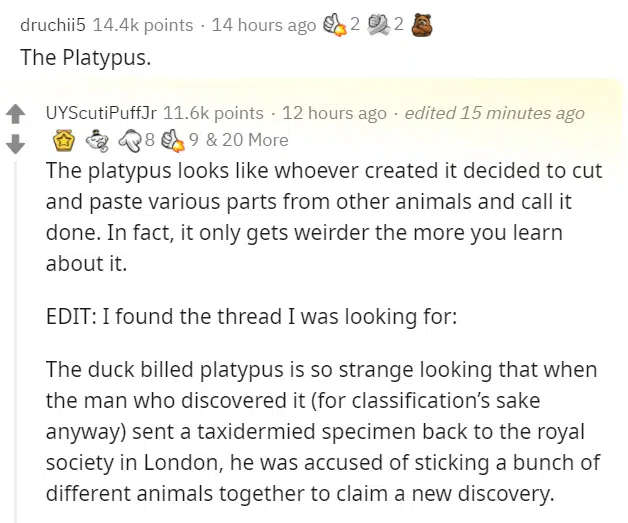 druchii5 14.4k points · 14 hours ago 2 2
The Platypus.
UYScutiPuffJr 11.6k points · 12 hours ago · edited 15 minutes ago
8 9 & 20 More
The platypus looks like whoever created it decided to cut
and paste various parts from other animals and call it
done. In fact, it only gets weirder the more you learn
about it.
EDIT: I found the thread I was looking for:
The duck billed platypus is so strange looking that when
the man who discovered it (for classification's sake
anyway) sent a taxidermied specimen back to the royal
society in London, he was accused of sticking a bunch of
different animals together to claim a new discovery.